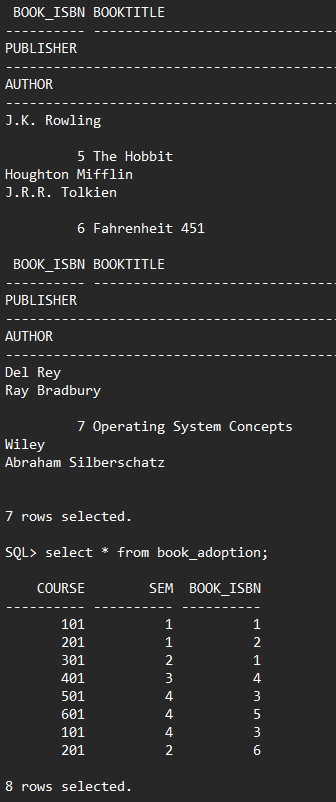 BOOK_ISBN BOOKTITLE
---------- ------------------------------
PUBLISHER
-----------------------------------------
AUTHOR
-----------------------------------------
J.K. Rowling
5 The Hobbit
Houghton Mifflin
J.R.R. Tolkien
6 Fahrenheit 451
BOOK_ISBN BOOKTITLE
---------- ------------------------------
PUBLISHER
-----------------------------------------
AUTHOR
-----------------------------------------
Del Rey
Ray Bradbury
7 Operating System Concepts
Wiley
Abraham Silberschatz
7 rows selected.
SQL> select * from book_adoption;
COURSE SEM BOOK_ISBN
---------- ---------- ----------
101 1 1
201 1 2
301 2 1
401 3 4
501 4 3
601 4 5
101 4 3
201 2 6
8 rows selected.